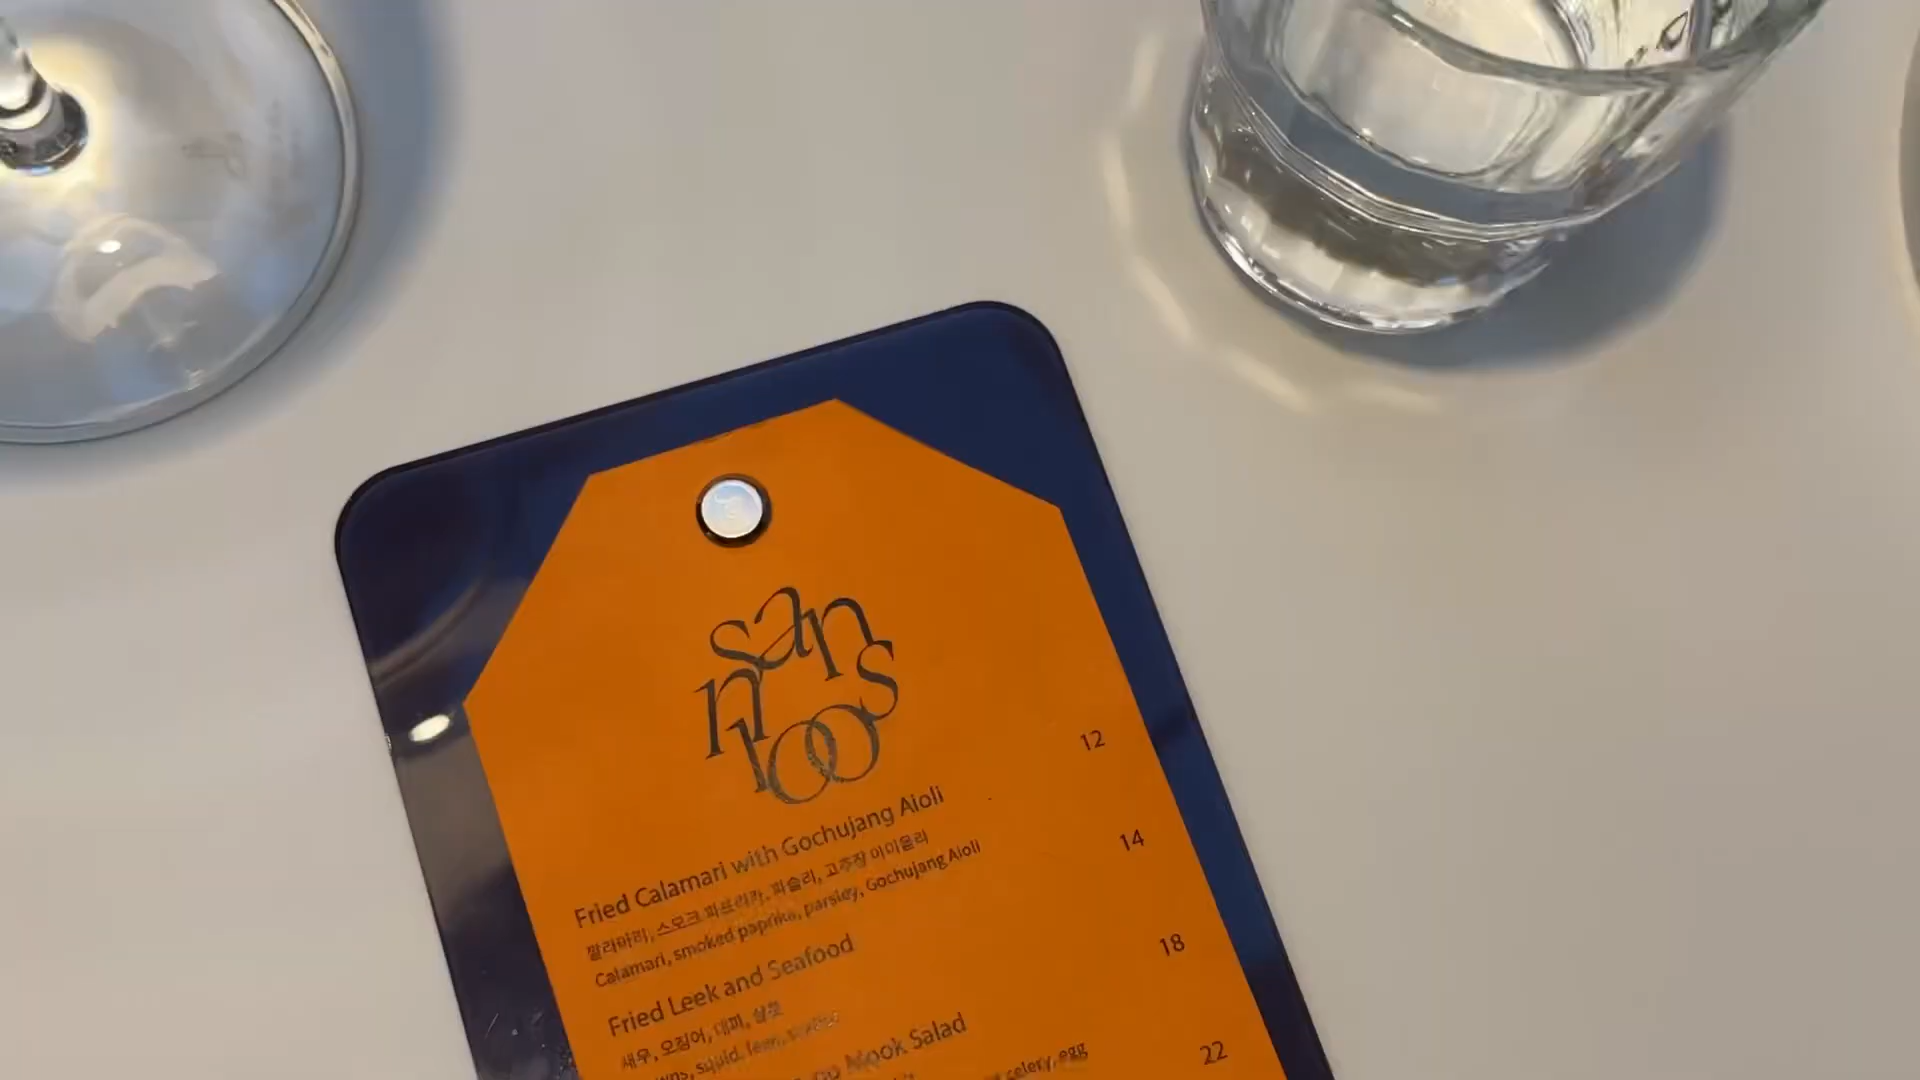 san
n s
loo
Fried Calamari with Gochujang Aioli 12
깔라마리, 스모크 파프리카, 파슬리, 고추장 아이올리
Calamari, smoked paprika, parsley, Gochujang Aioli
Fried Leek and Seafood 14
새우, 오징어, 대파,
squid, leek,
Mook Salad 18
celery, egg
22